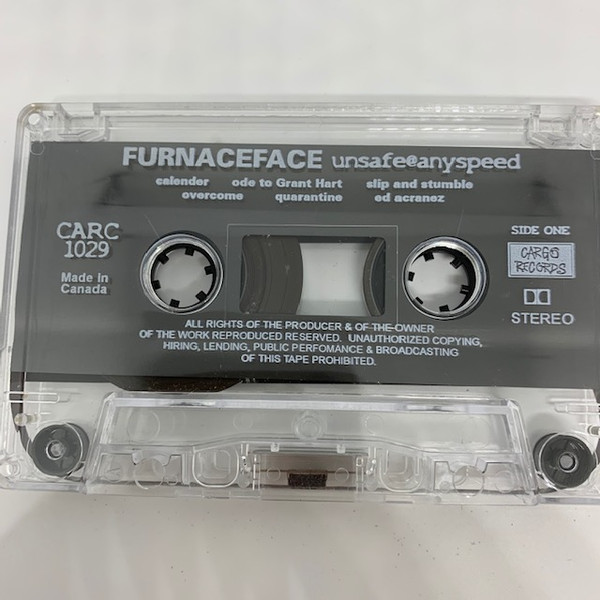 FURNACEFACE unsafe@anyspeed
calender ode to Grant Hart slip and stumble
overcome quarantine ed acranez
CARC
1029
Made in
Canada
SIDE ONE
CARGO
RECORDS
STEREO
ALL RIGHTS OF THE PRODUCER & OF THE OWNER
OF THE WORK REPRODUCED RESERVED. UNAUTHORIZED COPYING,
HIRING, LENDING, PUBLIC PERFOMANCE & BROADCASTING
OF THIS TAPE PROHIBITED.